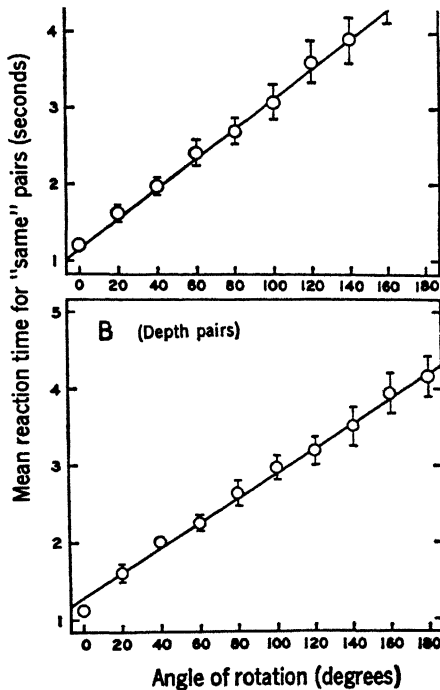 Mean reaction time for "same" pairs (seconds)
4
3
2
1
0 20 40 60 80 100 120 140 160 180
B (Depth pairs)
5
4
3
2
1
0 20 40 60 80 100 120 140 160 180
Angle of rotation (degrees)